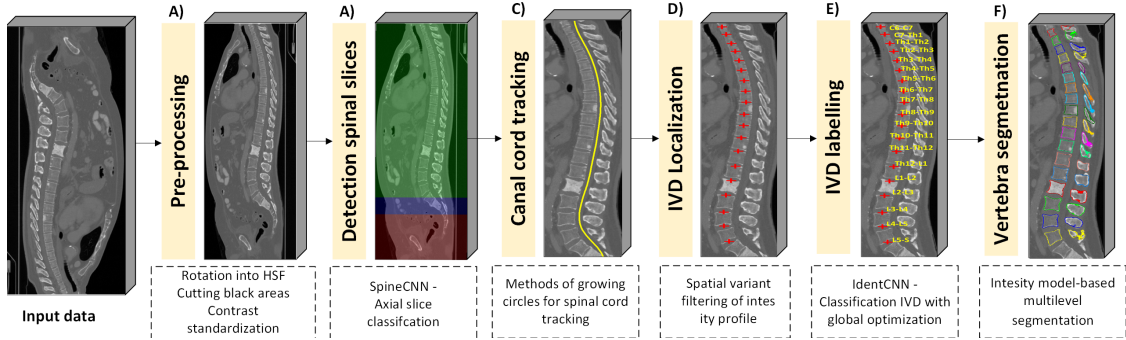 A)
Pre-processing
A)
Detection spinal slices
C)
Canal cord tracking
D)
IVD Localization
E)
IVD labelling
F)
Vertebra segmetnation
C6-C7
C7-Th1
Th1-Th2
Th2-Th3
Th3-Th4
Th4-Th5
Th5-Th6
Th6-Th7
Th7-Th8
Th8-Th9
Th9-Th10
Th10-Th11
Th11-Th12
Th12-L1
L1-L2
L2-L3
L3-L4
L4-L5
L5-S
Input data
Rotation into HSF
Cutting black areas
Contrast
standardization
SpineCNN -
Axial slice
classifcation
Methods of growing
circles for spinal cord
tracking
Spatial variant
filtering of intes
ity profile
IdentCNN -
Classification IVD with
global optimization
Intesity model-based
multilevel
segmentation